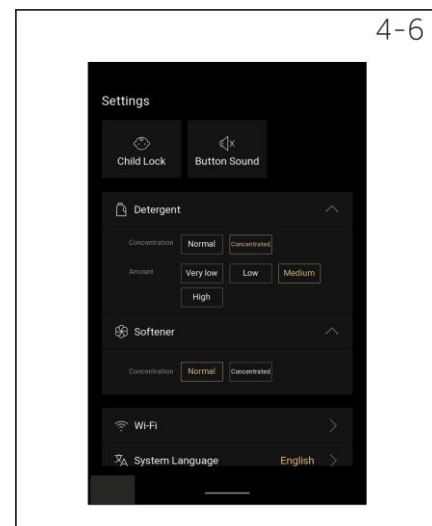 4-6
Settings
Child Lock Button Sound
Detergent
Concentration Normal Concentrated
Amount Very low Low Medium
High
Softener
Concentration Normal Concentrated
Wi-Fi
System Language English